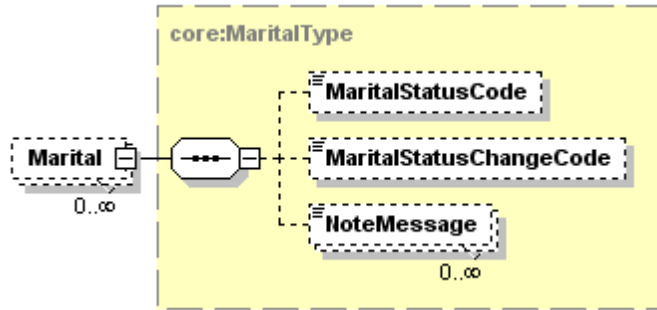 core:MaritalType
MaritalStatusCode
Marital
MaritalStatusChangeCode
0..∞
NoteMessage
0..∞